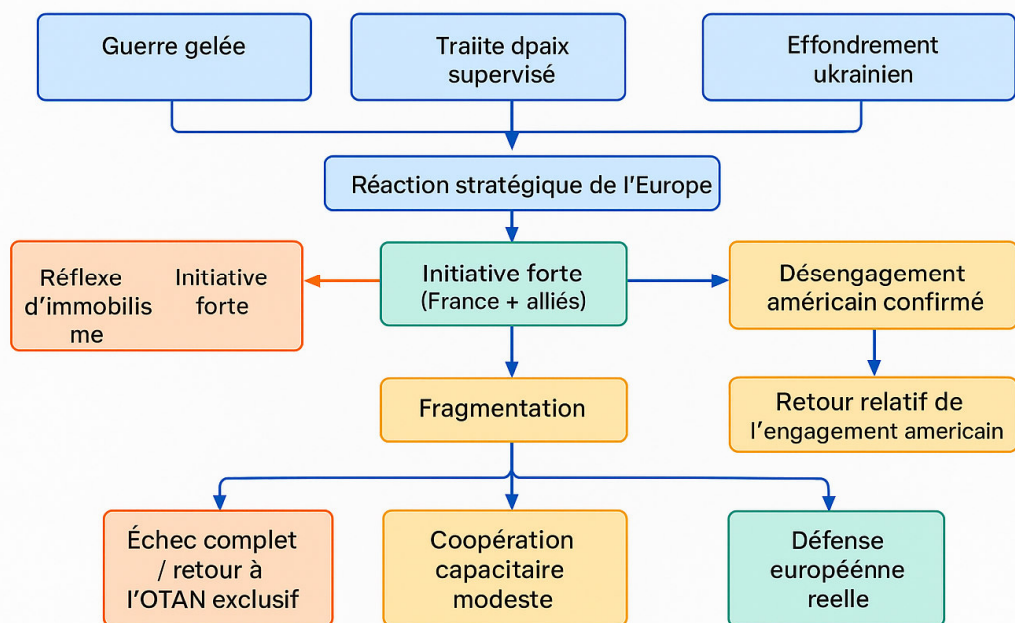 Guerre gelée
Traiite dpaix
supervisé
Effondrement
ukrainien
Réaction stratégique de l'Europe
Réflexe
d'immobilis
me
Initiative
forte
Initiative forte
(France + alliés)
Désengagement
américain confirmé
Fragmentation
Retour relatif de
l'engagement americain
Échec complet
/ retour à
l'OTAN exclusif
Coopération
capacitaire
modeste
Défense
européénne
reelle